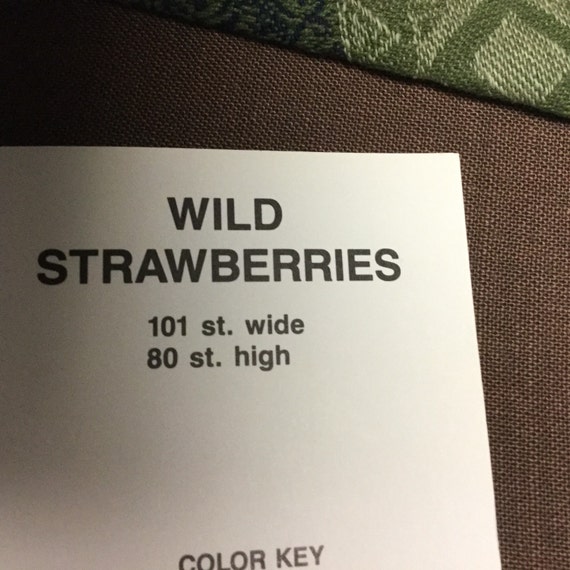 WILD
STRAWBERRIES
101 st. wide
80 st. high
COLOR KEY